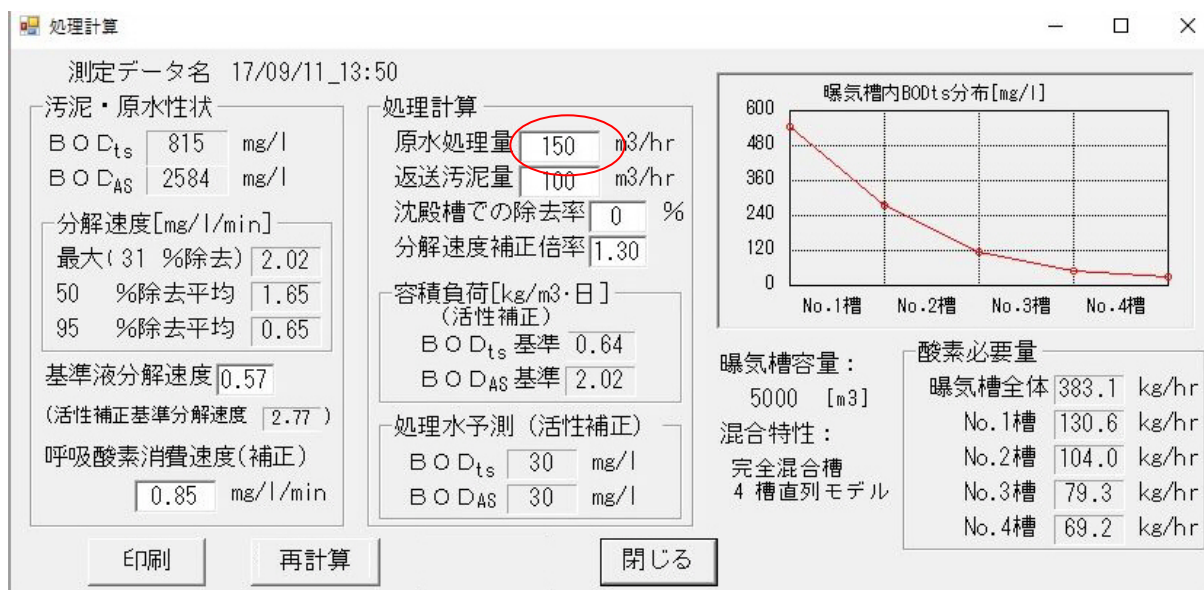 処理計算
測定データ名 17/09/11_13:50
汚泥・原水性状
BODts 815 mg/l
BODAS 2584 mg/l
分解速度[mg/l/min]
最大(31 %除去) 2.02
50 %除去平均 1.65
95 %除去平均 0.65
基準液分解速度 0.57
(活性補正基準分解速度 2.77 )
呼吸酸素消費速度(補正)
0.85 mg/l/min
処理計算
原水処理量 150 m3/hr
返送汚泥量 100 m3/hr
沈殿槽での除去率 0 %
分解速度補正倍率 1.30
容積負荷[kg/m3・日]
(活性補正)
BODts基準 0.64
BODAS基準 2.02
処理水予測(活性補正)
BODts 30 mg/l
BODAS 30 mg/l
曝気槽内BODts分布[mg/l]
600
480
360
240
120
0
No.1槽 No.2槽 No.3槽 No.4槽
曝気槽容量:
5000 [m3]
混合特性:
完全混合槽
4 槽直列モデル
酸素必要量
曝気槽全体 383.1 kg/hr
No.1槽 130.6 kg/hr
No.2槽 104.0 kg/hr
No.3槽 79.3 kg/hr
No.4槽 69.2 kg/hr
印刷 再計算 閉じる